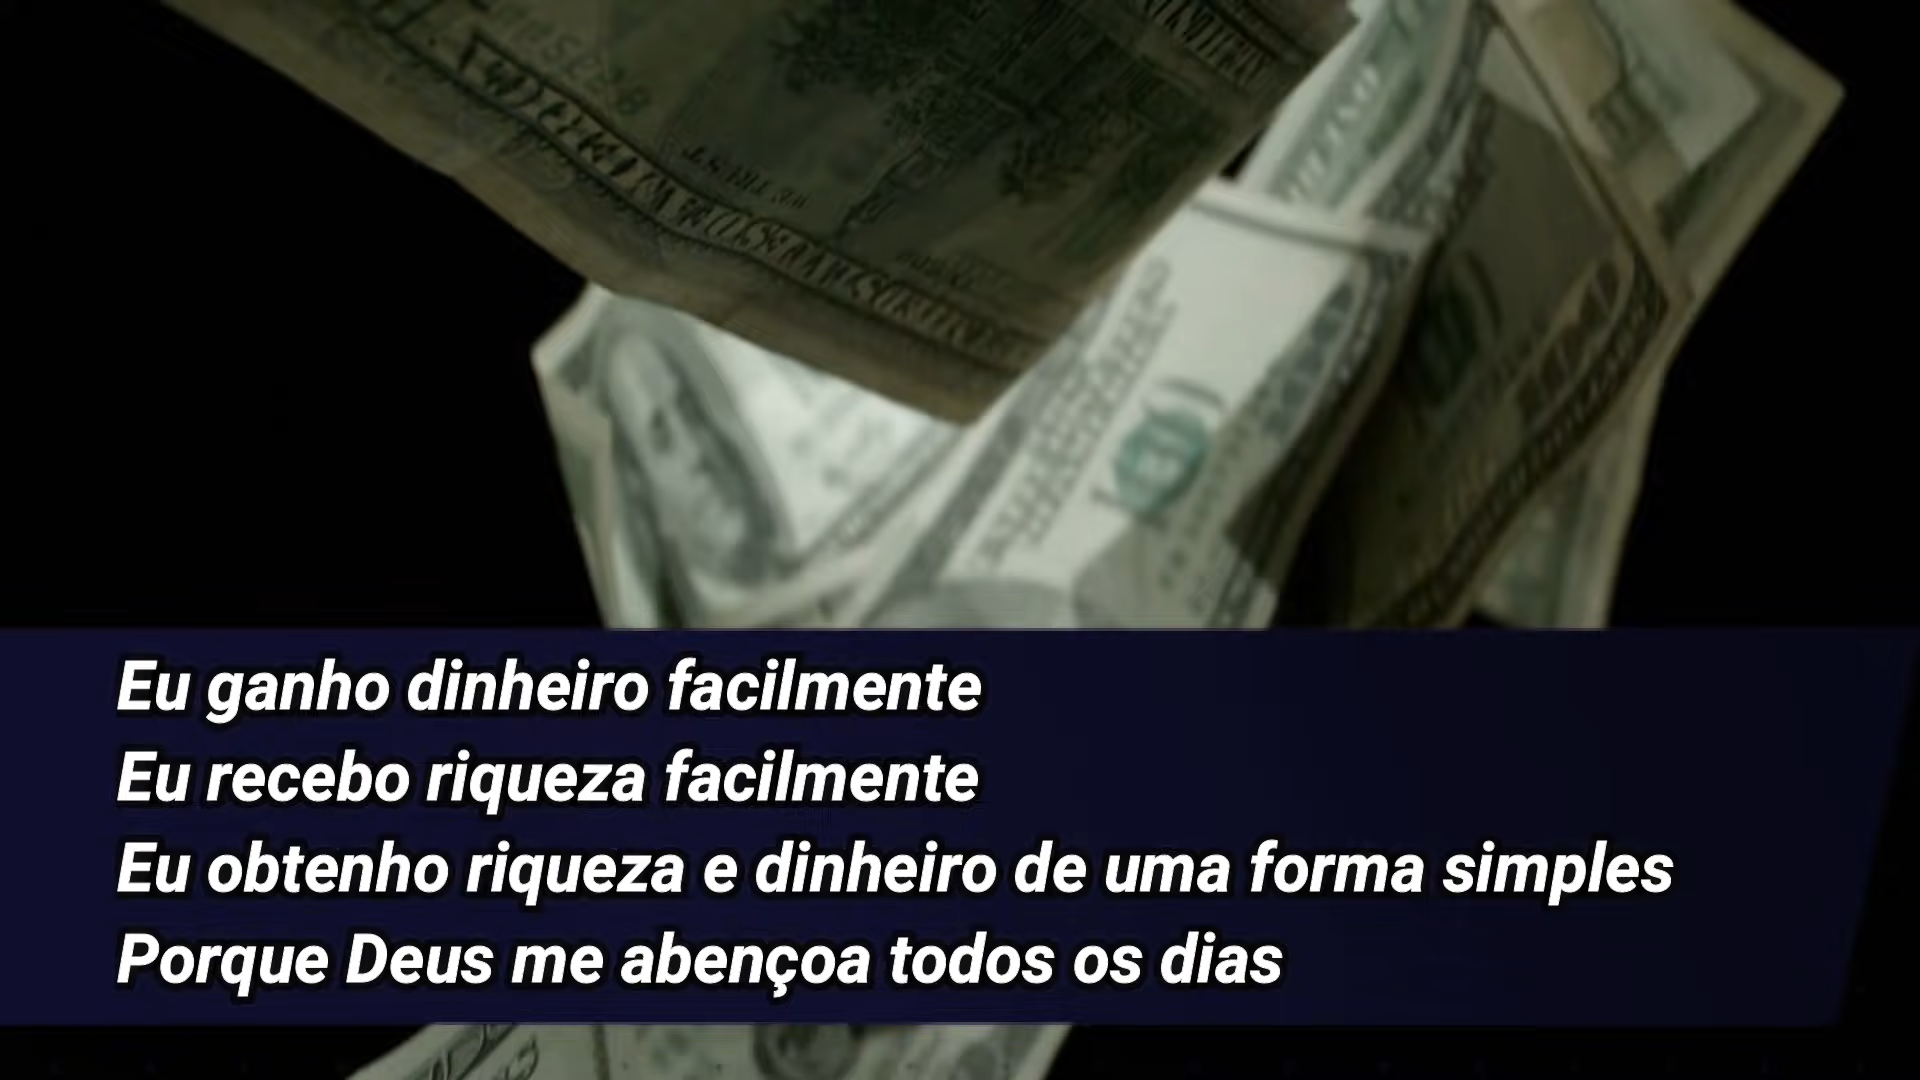 Eu ganho dinheiro facilmente
Eu recebo riqueza facilmente
Eu obtenho riqueza e dinheiro de uma forma simples
Porque Deus me abençoa todos os dias